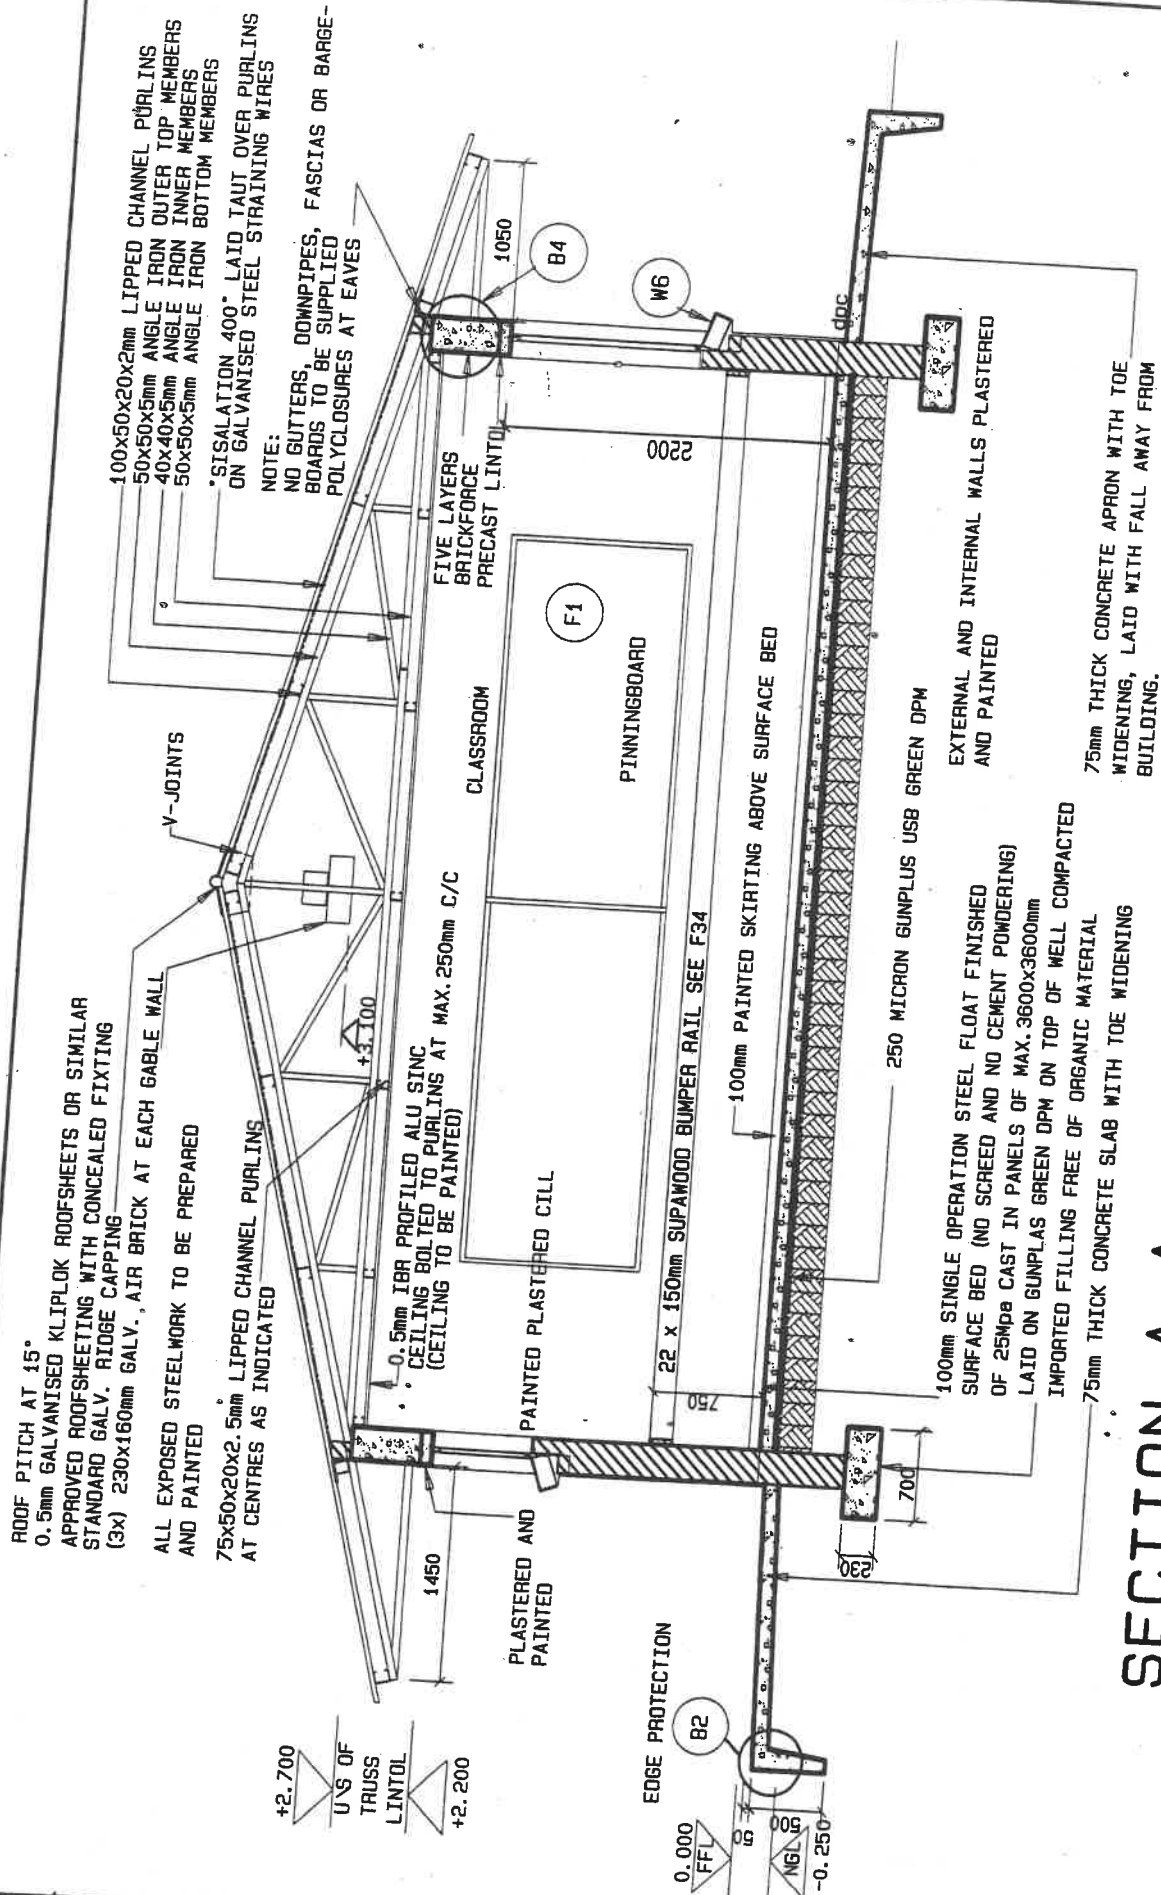 ROOF PITCH AT 15°
0.5mm GALVANISED KLIPLOK ROOFSHEETS OR SIMILAR
APPROVED ROOFSHEETING WITH CONCEALED FIXTING
STANDARD GALV. RIDGE CAPPING
(3x) 230x160mm GALV., AIR BRICK AT EACH GABLE WALL
ALL EXPOSED STEELWORK TO BE PREPARED
AND PAINTED
75x50x20x2.5mm LIPPED CHANNEL PURLINS
AT CENTRES AS INDICATED
V-JOINTS
100x50x20x2mm LIPPED CHANNEL PURLINS
50x50x5mm ANGLE IRON OUTER TOP MEMBERS
40x40x5mm ANGLE IRON INNER MEMBERS
50x50x5mm ANGLE IRON BOTTOM MEMBERS
"SISALATION 400" LAID TAUT OVER PURLINS
ON GALVANISED STEEL STRAINING WIRES
NOTE:
NO GUTTERS, DOWNPIPES, FASCIAS OR BARGE-
BOARDS TO BE SUPPLIED
POLYCLOSURES AT EAVES
+3.100
0.5mm IBR PROFILED ALU SINC
CEILING BOLTED TO PURLINS AT MAX.250mm C/C
(CEILING TO BE PAINTED)
CLASSROOM
FIVE LAYERS
BRICKFORCE
PRECAST LINTOL
1050
B4
+2.700
U\S OF
TRUSS
LINTOL
+2.200
1450
PLASTERED AND
PAINTED
PAINTED PLASTERED CILL
PINNINGBOARD
F1
2200
W6
22 x 150mm SUPAWOOD BUMPER RAIL SEE F34
750
100mm PAINTED SKIRTING ABOVE SURFACE BED
dpc
EDGE PROTECTION
B2
0.000
FFL
50
500
NGL
-0.250
230
700
250 MICRON GUNPLUS USB GREEN DPM
EXTERNAL AND INTERNAL WALLS PLASTERED
AND PAINTED
100mm SINGLE OPERATION STEEL FLOAT FINISHED
SURFACE BED (NO SCREED AND NO CEMENT POWDERING)
OF 25Mpa CAST IN PANELS OF MAX.3600x3600mm
LAID ON GUNPLAS GREEN DPM ON TOP OF WELL COMPACTED
IMPORTED FILLING FREE OF ORGANIC MATERIAL
75mm THICK CONCRETE SLAB WITH TOE WIDENING
75mm THICK CONCRETE APRON WITH TOE
WIDENING, LAID WITH FALL AWAY FROM
BUILDING.
SECTION A-A